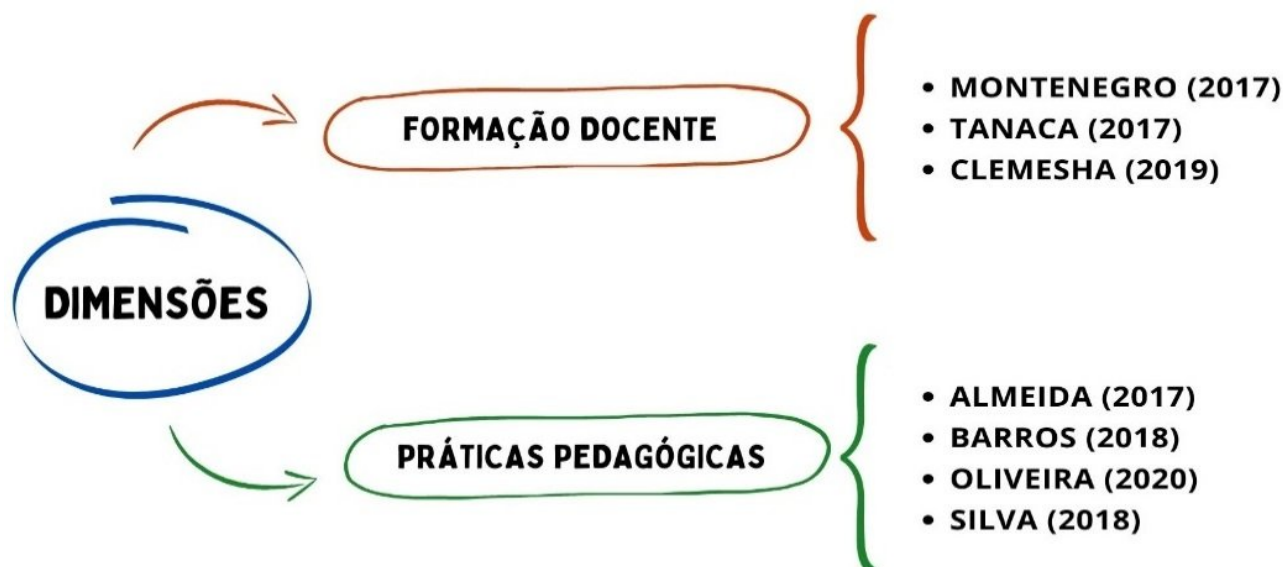 DIMENSÕES
FORMAÇÃO DOCENTE
• MONTENEGRO (2017)
• TANACA (2017)
• CLEMESHA (2019)
PRÁTICAS PEDAGÓGICAS
• ALMEIDA (2017)
• BARROS (2018)
• OLIVEIRA (2020)
• SILVA (2018)